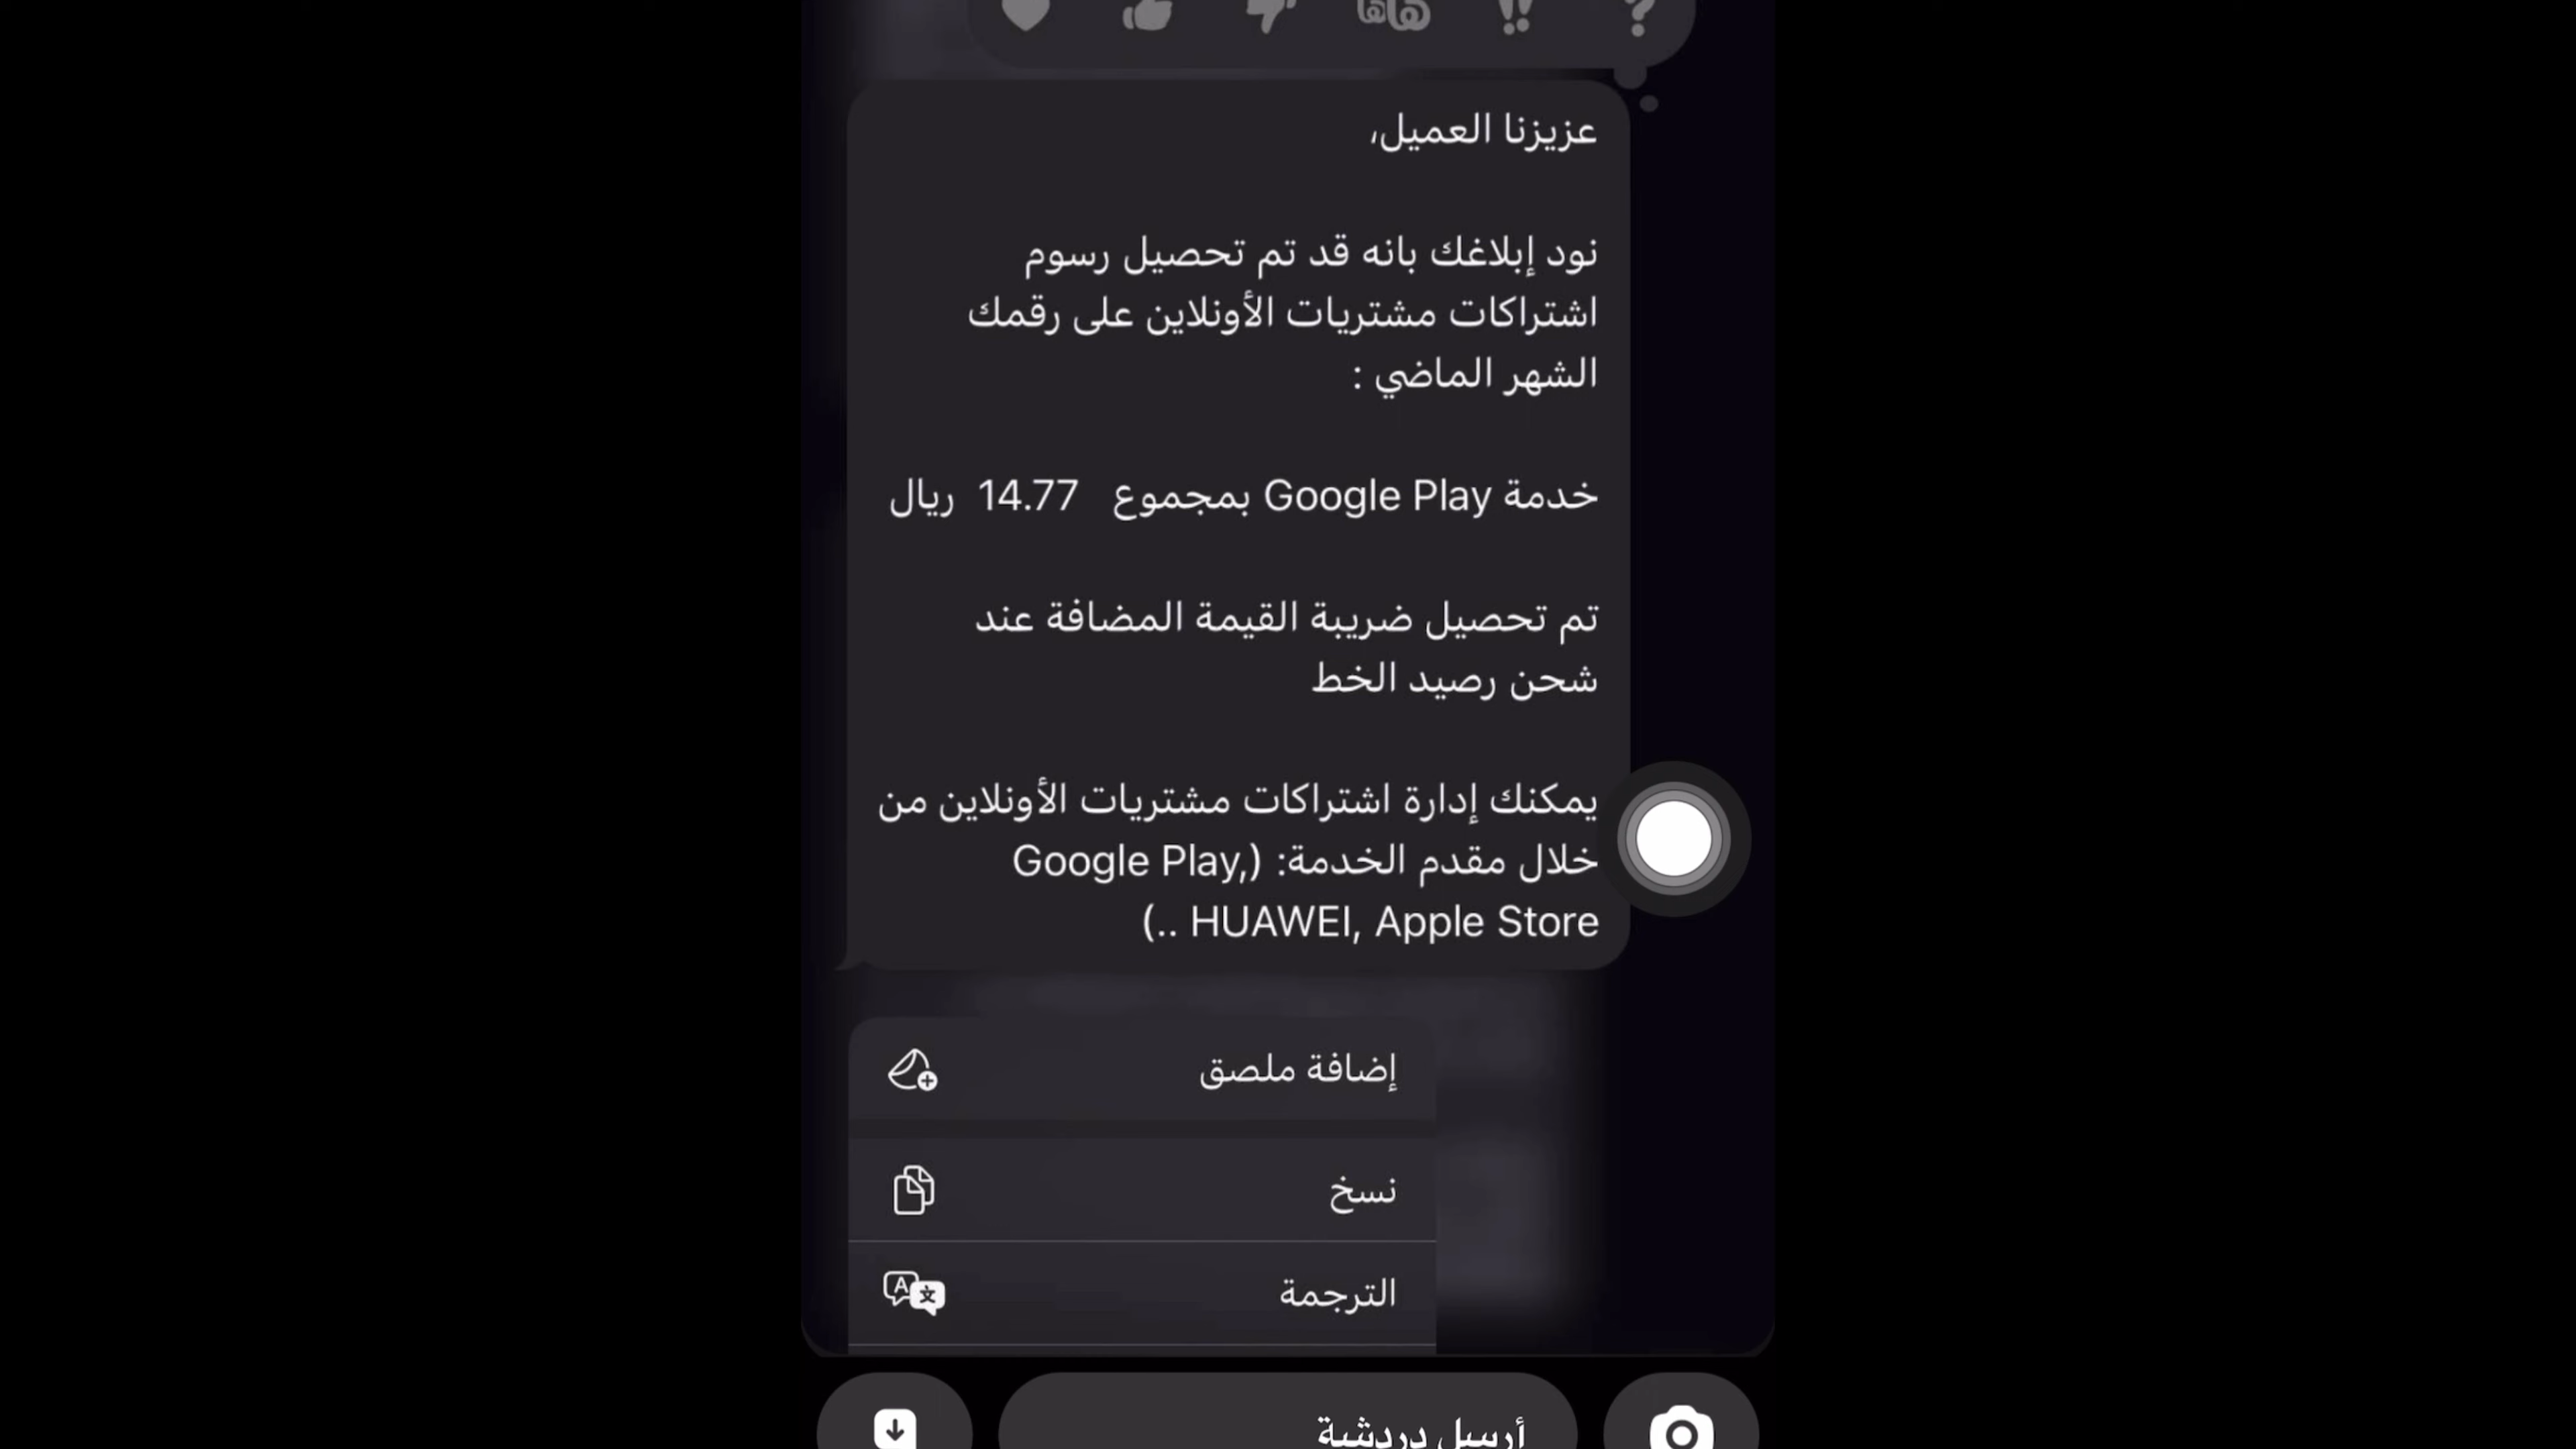 هاها
!!
?
عزيزنا العميل،
نود إبلاغك بانه قد تم تحصيل رسوم
اشتراكات مشتريات الأونلاين على رقمك
الشهر الماضي :
خدمة Google Play بمجموع 14.77 ريال
تم تحصيل ضريبة القيمة المضافة عند
شحن رصيد الخط
يمكنك إدارة اشتراكات مشتريات الأونلاين من
خلال مقدم الخدمة: (Google Play,
HUAWEI, Apple Store ..)
إضافة ملصق
نسخ
الترجمة
أرسل دردشة